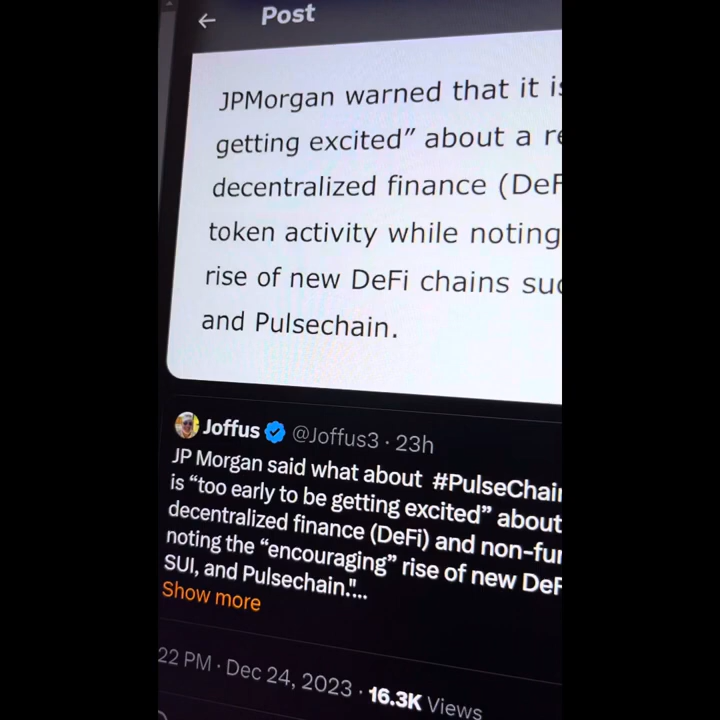 Post
JPMorgan warned that it is
getting excited” about a
decentralized finance (DeF
token activity while noting
rise of new DeFi chains suc
and Pulsechain.
Joffus @Joffus3 · 23h
JP Morgan said what about #PulseChain
is “too early to be getting excited” about
decentralized finance (DeFi) and non-fun
noting the “encouraging” rise of new DeF
SUI, and Pulsechain."...
Show more
22 PM · Dec 24, 2023 · 16.3K Views